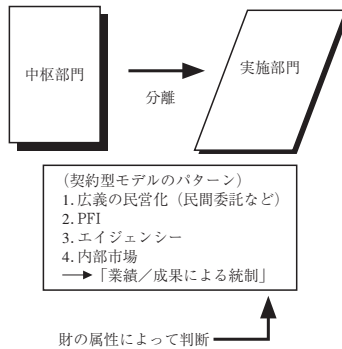 中枢部門
実施部門
分離
（契約型モデルのパターン）
1. 広義の民営化（民間委託など）
2. PFI
3. エイジェンシー
4. 内部市場
「業績／成果による統制」
財の属性によって判断